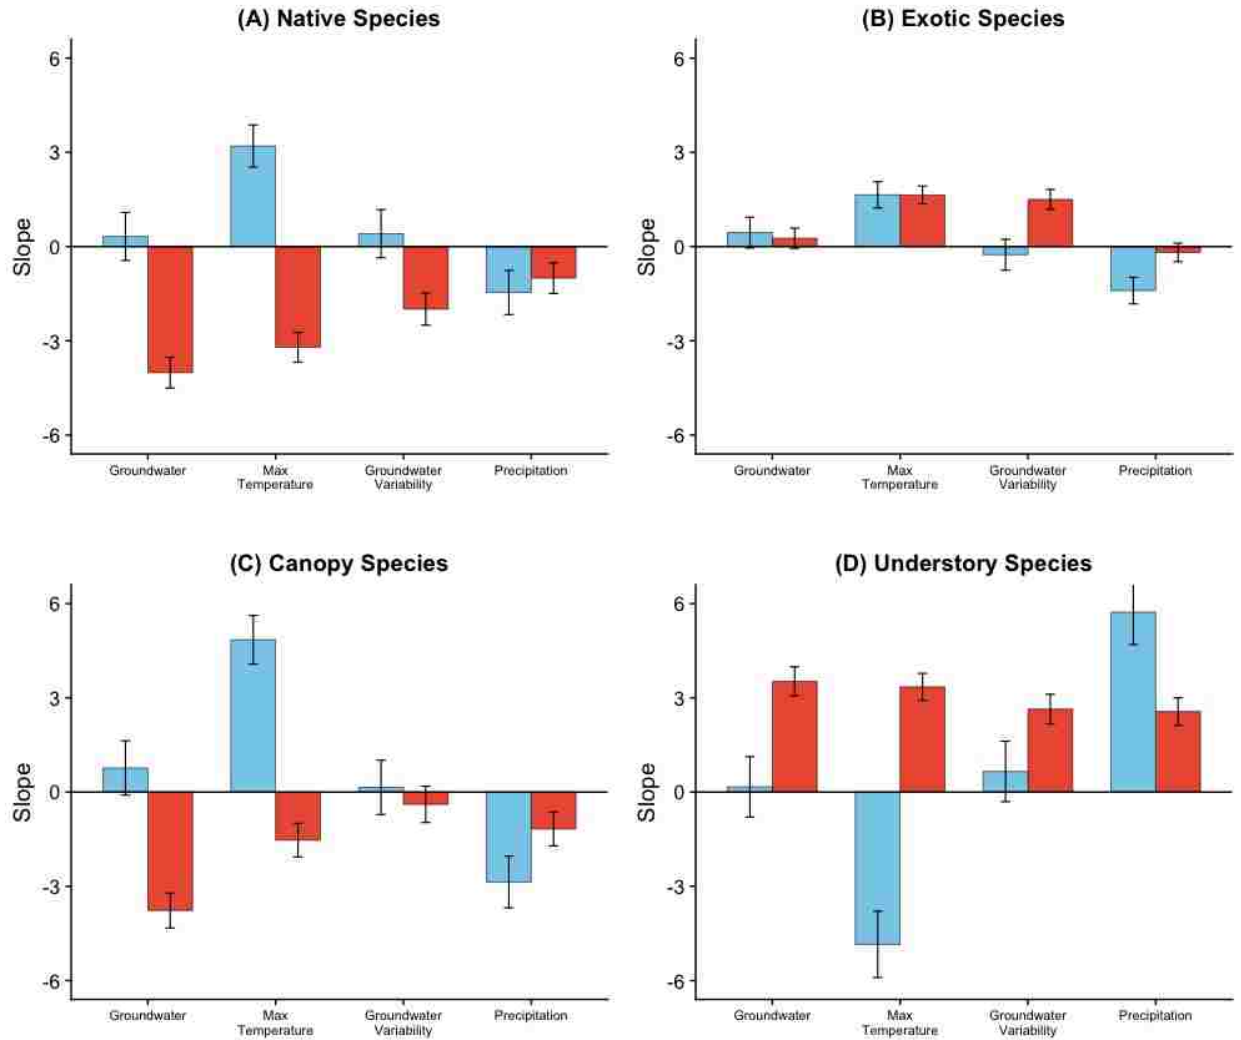 (A) Native Species
(B) Exotic Species
6
3
0
-3
-6
Slope
Groundwater
Max
Temperature
Groundwater
Variability
Precipitation
6
3
0
-3
-6
Slope
Groundwater
Max
Temperature
Groundwater
Variability
Precipitation
(C) Canopy Species
(D) Understory Species
6
3
0
-3
-6
Slope
Groundwater
Max
Temperature
Groundwater
Variability
Precipitation
6
3
0
-3
-6
Slope
Groundwater
Max
Temperature
Groundwater
Variability
Precipitation